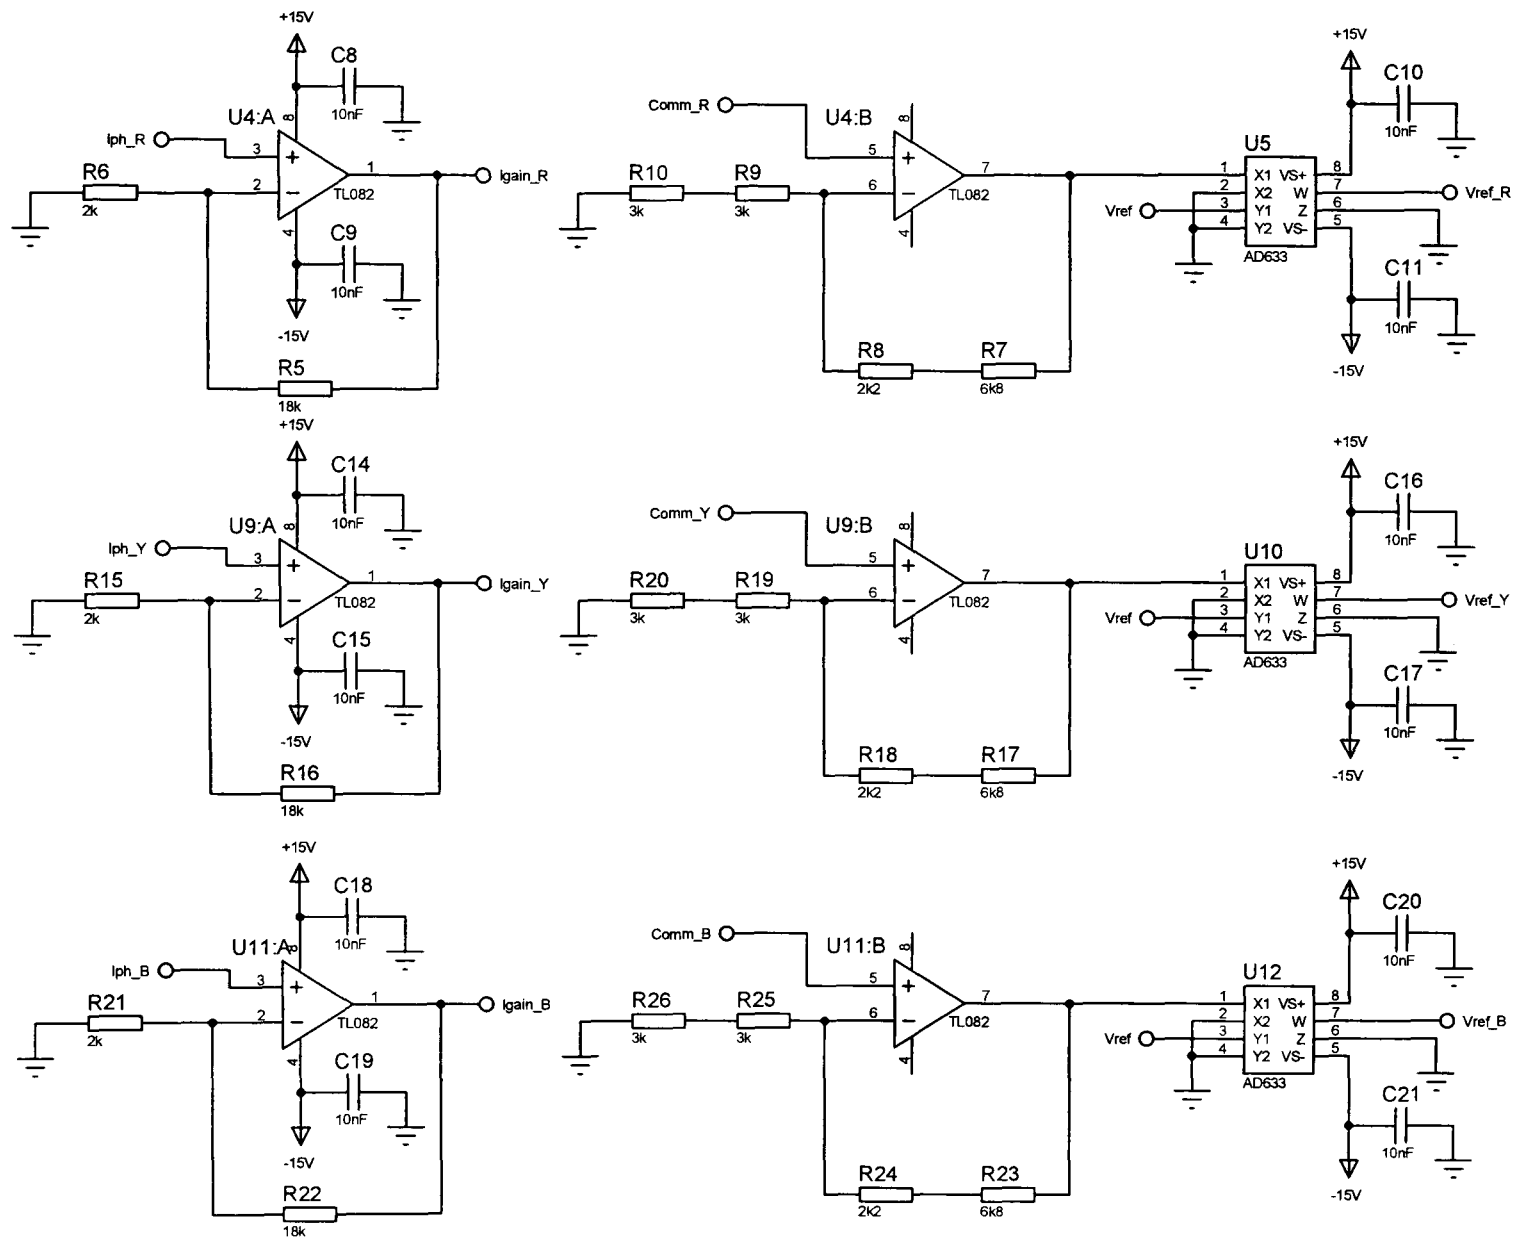 +15V
C8
10nF
U4:A
8
Iph_R
3
+
1
Igain_R
R6
2k
2
−
TL082
4
C9
10nF
-15V
R5
18k
Comm_R
U4:B
8
5
+
7
R10
3k
R9
3k
6
−
TL082
4
R8
2k2
R7
6k8
+15V
C10
10nF
U5
1 X1 VS+ 8
2 X2 W 7
Vref_R
Vref
3 Y1 Z 6
4 Y2 VS- 5
AD633
C11
10nF
-15V
+15V
C14
10nF
U9:A
8
Iph_Y
3
+
1
Igain_Y
R15
2k
2
−
TL082
4
C15
10nF
-15V
R16
18k
Comm_Y
U9:B
8
5
+
7
R20
3k
R19
3k
6
−
TL082
4
R18
2k2
R17
6k8
+15V
C16
10nF
U10
1 X1 VS+ 8
2 X2 W 7
Vref_Y
Vref
3 Y1 Z 6
4 Y2 VS- 5
AD633
C17
10nF
-15V
+15V
C18
10nF
U11:A
8
Iph_B
3
+
1
Igain_B
R21
2k
2
−
TL082
4
C19
10nF
-15V
R22
18k
Comm_B
U11:B
8
5
+
7
R26
3k
R25
3k
6
−
TL082
4
R24
2k2
R23
6k8
+15V
C20
10nF
U12
1 X1 VS+ 8
2 X2 W 7
Vref_B
Vref
3 Y1 Z 6
4 Y2 VS- 5
AD633
C21
10nF
-15V